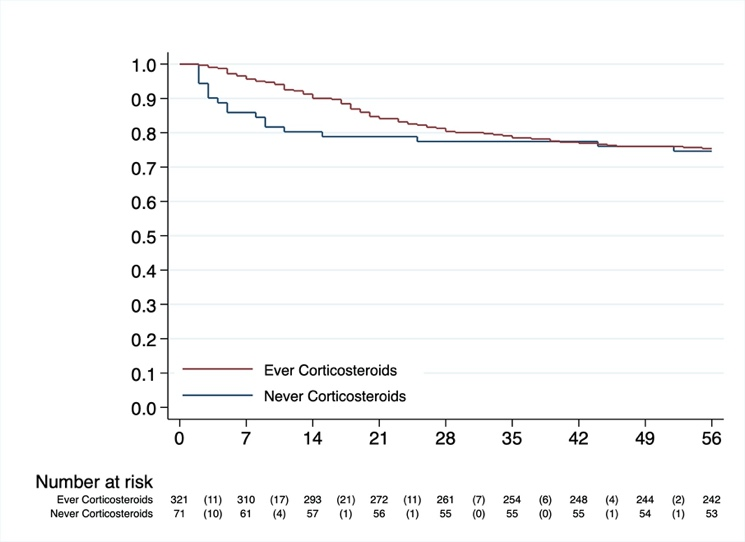 1.0
0.9
0.8
0.7
0.6
0.5
0.4
0.3
0.2
0.1
0.0
Ever Corticosteroids
Never Corticosteroids
0 7 14 21 28 35 42 49 56
Number at risk
Ever Corticosteroids 321 (11) 310 (17) 293 (21) 272 (11) 261 (7) 254 (6) 248 (4) 244 (2) 242
Never Corticosteroids 71 (10) 61 (4) 57 (1) 56 (1) 55 (0) 55 (0) 55 (1) 54 (1) 53